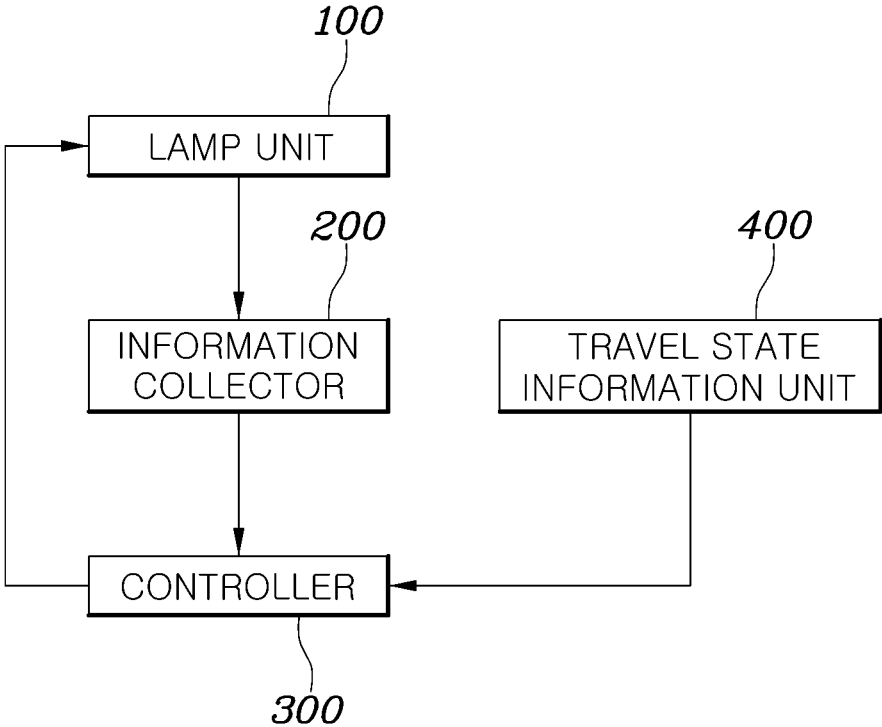 100
LAMP UNIT
200
400
INFORMATION
COLLECTOR
TRAVEL STATE
INFORMATION UNIT
CONTROLLER
300